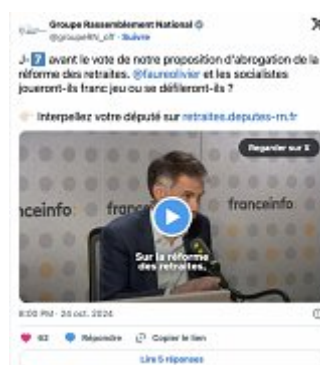 Groupe Rassemblement National
@groupeRN_off · Suivre
J-7 avant le vote de notre proposition d'abrogation de la
réforme des retraites. @faureolivier et les socialistes
joueront-ils franc jeu ou se défileront-ils ?
Interpellez votre député sur retraites.deputes-rn.fr
Regarder sur X
nceinfo
france
franceinfo
Sur la réforme
des retraites,
8:00 PM · 24 oct. 2024
62 Répondre Copier le lien
Lire 5 réponses